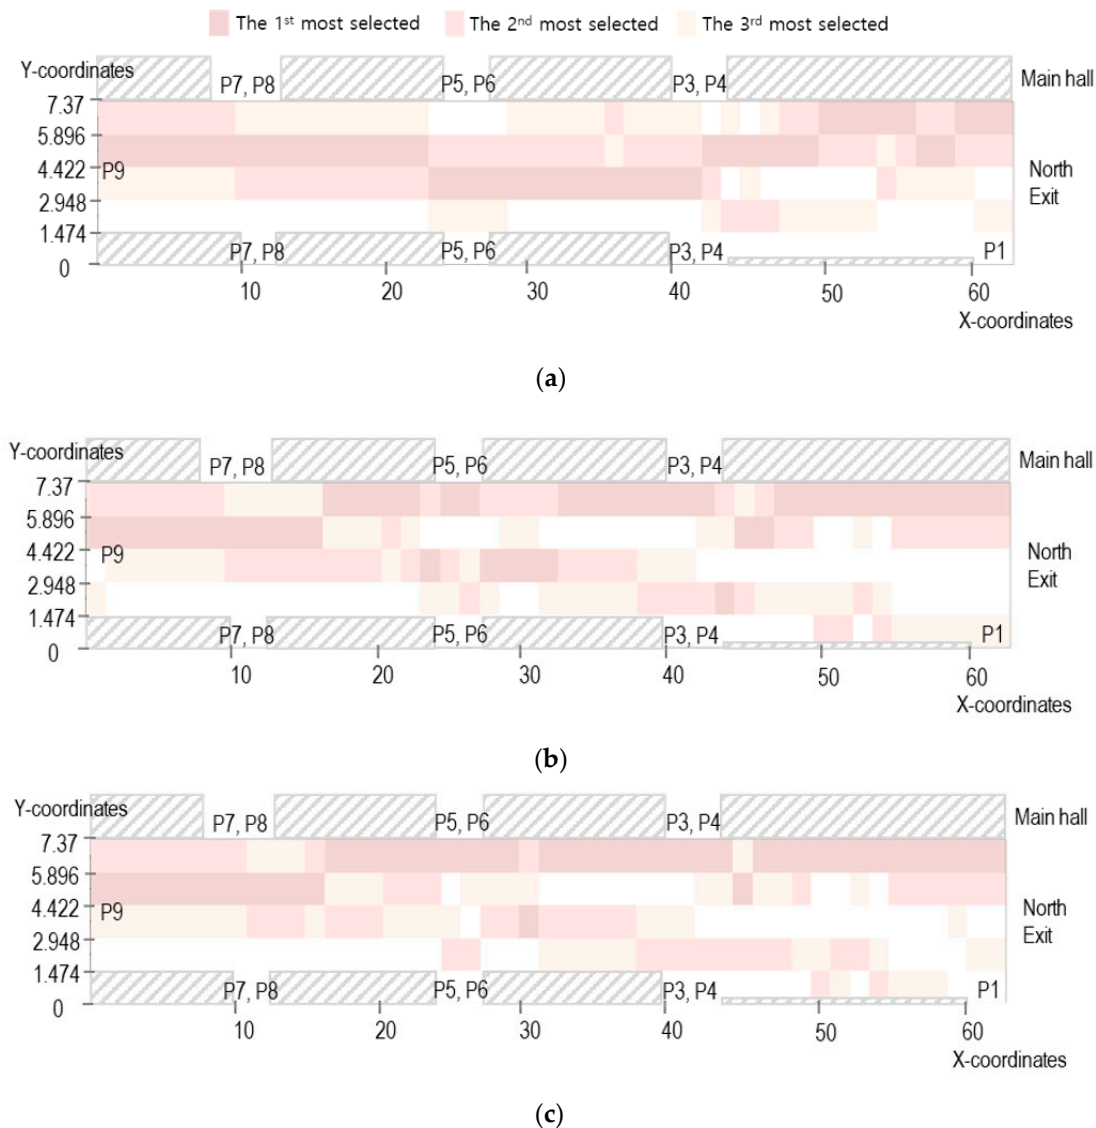 The 1st most selected The 2nd most selected The 3rd most selected
Y-coordinates
P7, P8 P5, P6 P3, P4 Main hall
7.37
5.896
4.422
P9 North
Exit
2.948
1.474
P7, P8 P5, P6 P3, P4 P1
0
10 20 30 40 50 60
X-coordinates
(a)
Y-coordinates
P7, P8 P5, P6 P3, P4 Main hall
7.37
5.896
4.422
P9 North
Exit
2.948
1.474
P7, P8 P5, P6 P3, P4 P1
0
10 20 30 40 50 60
X-coordinates
(b)
Y-coordinates
P7, P8 P5, P6 P3, P4 Main hall
7.37
5.896
4.422
P9 North
Exit
2.948
1.474
P7, P8 P5, P6 P3, P4 P1
0
10 20 30 40 50 60
X-coordinates
(c)